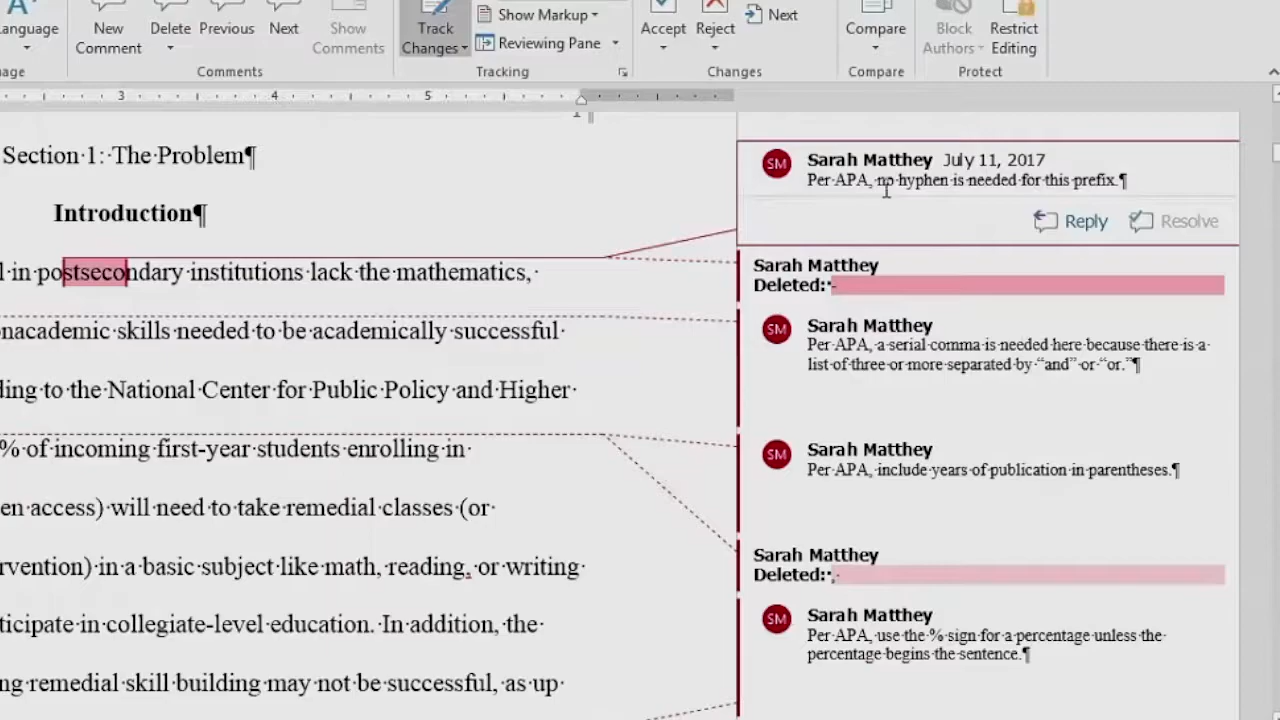 Language
New
Comment
Delete
Previous
Next
Show
Comments
Track
Changes
Show Markup
Reviewing Pane
Accept
Reject
Next
Compare
Block
Authors
Restrict
Editing
age
Comments
Tracking
Changes
Compare
Protect
3 4 5
Section·1:·The·Problem¶
Introduction¶
l·in·postsecondary·institutions·lack·the·mathematics,·
onacademic·skills·needed·to·be·academically·successful·
ding·to·the·National·Center·for·Public·Policy·and·Higher·
%·of·incoming·first-year·students·enrolling·in·
en·access)·will·need·to·take·remedial·classes·(or·
rvention)·in·a·basic·subject·like·math,·reading,·or·writing·
ticipate·in·collegiate-level·education.·In·addition,·the·
ng·remedial·skill·building·may·not·be·successful,·as·up·
Sarah Matthey July 11, 2017
Per·APA,·no·hyphen·is·needed·for·this·prefix.¶
Reply Resolve
Sarah Matthey
Deleted:·-
Sarah Matthey
Per·APA,·a·serial·comma·is·needed·here·because·there·is·a·
list·of·three·or·more·separated·by·“and”·or·“or.”¶
Sarah Matthey
Per·APA,·include·years·of·publication·in·parentheses.¶
Sarah Matthey
Deleted:·,·
Sarah Matthey
Per·APA,·use·the·%·sign·for·a·percentage·unless·the·
percentage·begins·the·sentence.¶